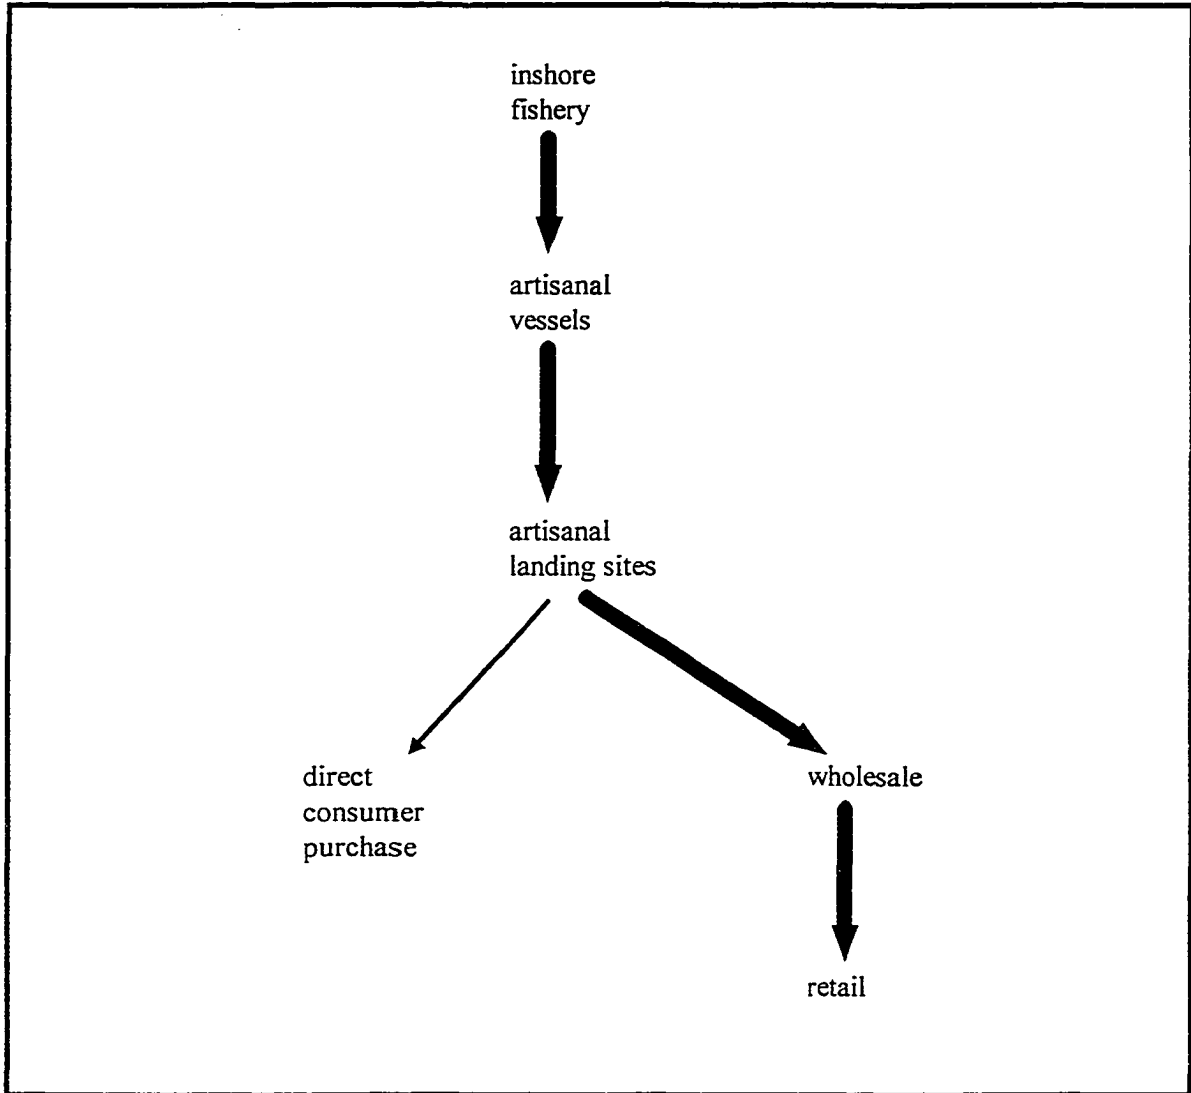 inshore
fishery
artisanal
vessels
artisanal
landing sites
direct
consumer
purchase
wholesale
retail